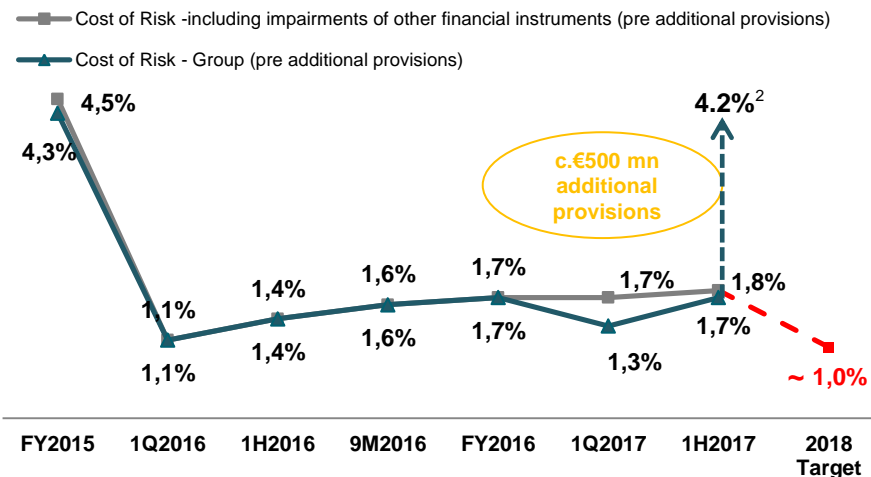 Cost of Risk -including impairments of other financial instruments (pre additional provisions)
Cost of Risk - Group (pre additional provisions)
4,5%
4,3%
4.2%2
c.€500 mn
additional
provisions
1,1%
1,4%
1,6%
1,7%
1,7%
1,8%
1,1%
1,4%
1,6%
1,7%
1,3%
1,7%
~ 1,0%
FY2015 1Q2016 1H2016 9M2016 FY2016 1Q2017 1H2017 2018
Target